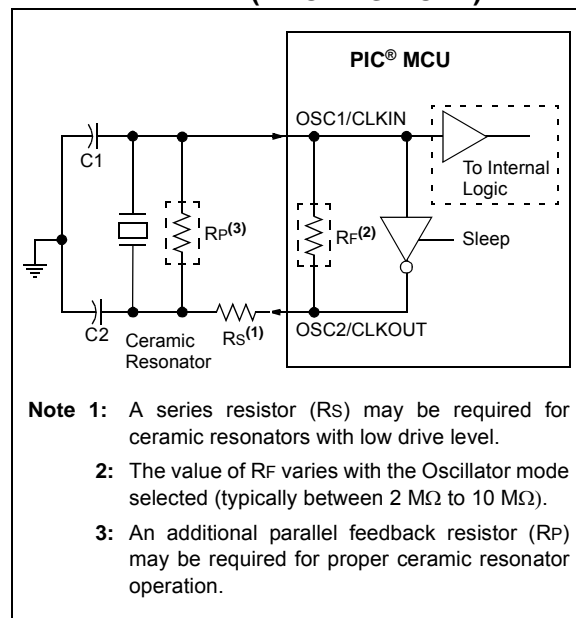 PIC® MCU
OSC1/CLKIN
C1
To Internal
Logic
RP(3)
RF(2)
Sleep
C2
Ceramic
Resonator
RS(1)
OSC2/CLKOUT
Note 1: A series resistor (RS) may be required for
ceramic resonators with low drive level.
2: The value of RF varies with the Oscillator mode
selected (typically between 2 MΩ to 10 MΩ).
3: An additional parallel feedback resistor (RP)
may be required for proper ceramic resonator
operation.